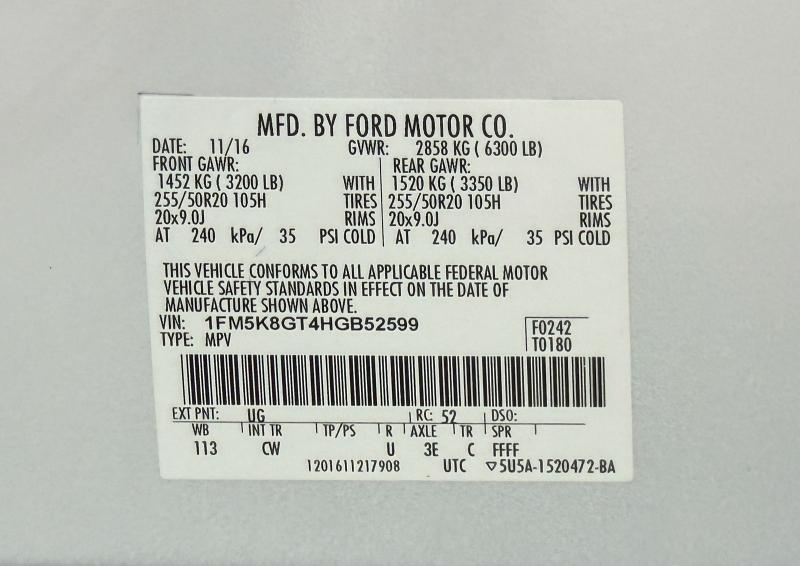 MFD. BY FORD MOTOR CO.
DATE: 11/16 GVWR: 2858 KG ( 6300 LB)
FRONT GAWR: REAR GAWR:
1452 KG ( 3200 LB) WITH 1520 KG ( 3350 LB) WITH
255/50R20 105H TIRES 255/50R20 105H TIRES
20x9.0J RIMS 20x9.0J RIMS
AT 240 kPa/ 35 PSI COLD AT 240 kPa/ 35 PSI COLD
THIS VEHICLE CONFORMS TO ALL APPLICABLE FEDERAL MOTOR
VEHICLE SAFETY STANDARDS IN EFFECT ON THE DATE OF
MANUFACTURE SHOWN ABOVE.
VIN: 1FM5K8GT4HGB52599 F0242
TYPE: MPV T0180
EXT PNT: UG RC: 52 DSO:
WB INT TR TP/PS R AXLE TR SPR
113 CW U 3E C FFFF
1201611217908 UTC ▽5U5A-1520472-BA